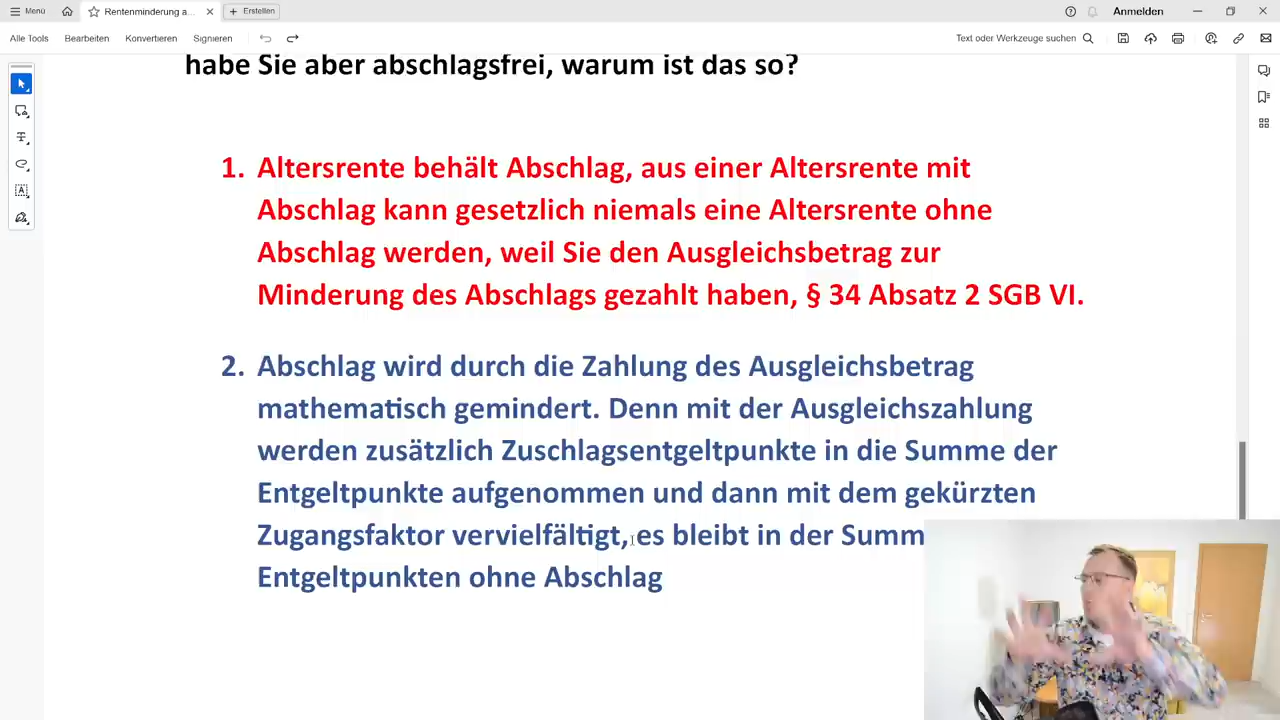 Menü
Rentenminderung a...
Erstellen
Anmelden
Alle Tools
Bearbeiten
Konvertieren
Signieren
Text oder Werkzeuge suchen
habe Sie aber abschlagsfrei, warum ist das so?
1. Altersrente behält Abschlag, aus einer Altersrente mit
Abschlag kann gesetzlich niemals eine Altersrente ohne
Abschlag werden, weil Sie den Ausgleichsbetrag zur
Minderung des Abschlags gezahlt haben, § 34 Absatz 2 SGB VI.
2. Abschlag wird durch die Zahlung des Ausgleichsbetrag
mathematisch gemindert. Denn mit der Ausgleichszahlung
werden zusätzlich Zuschlagsentgeltpunkte in die Summe der
Entgeltpunkte aufgenommen und dann mit dem gekürzten
Zugangsfaktor vervielfältigt, es bleibt in der Summ
Entgeltpunkten ohne Abschlag